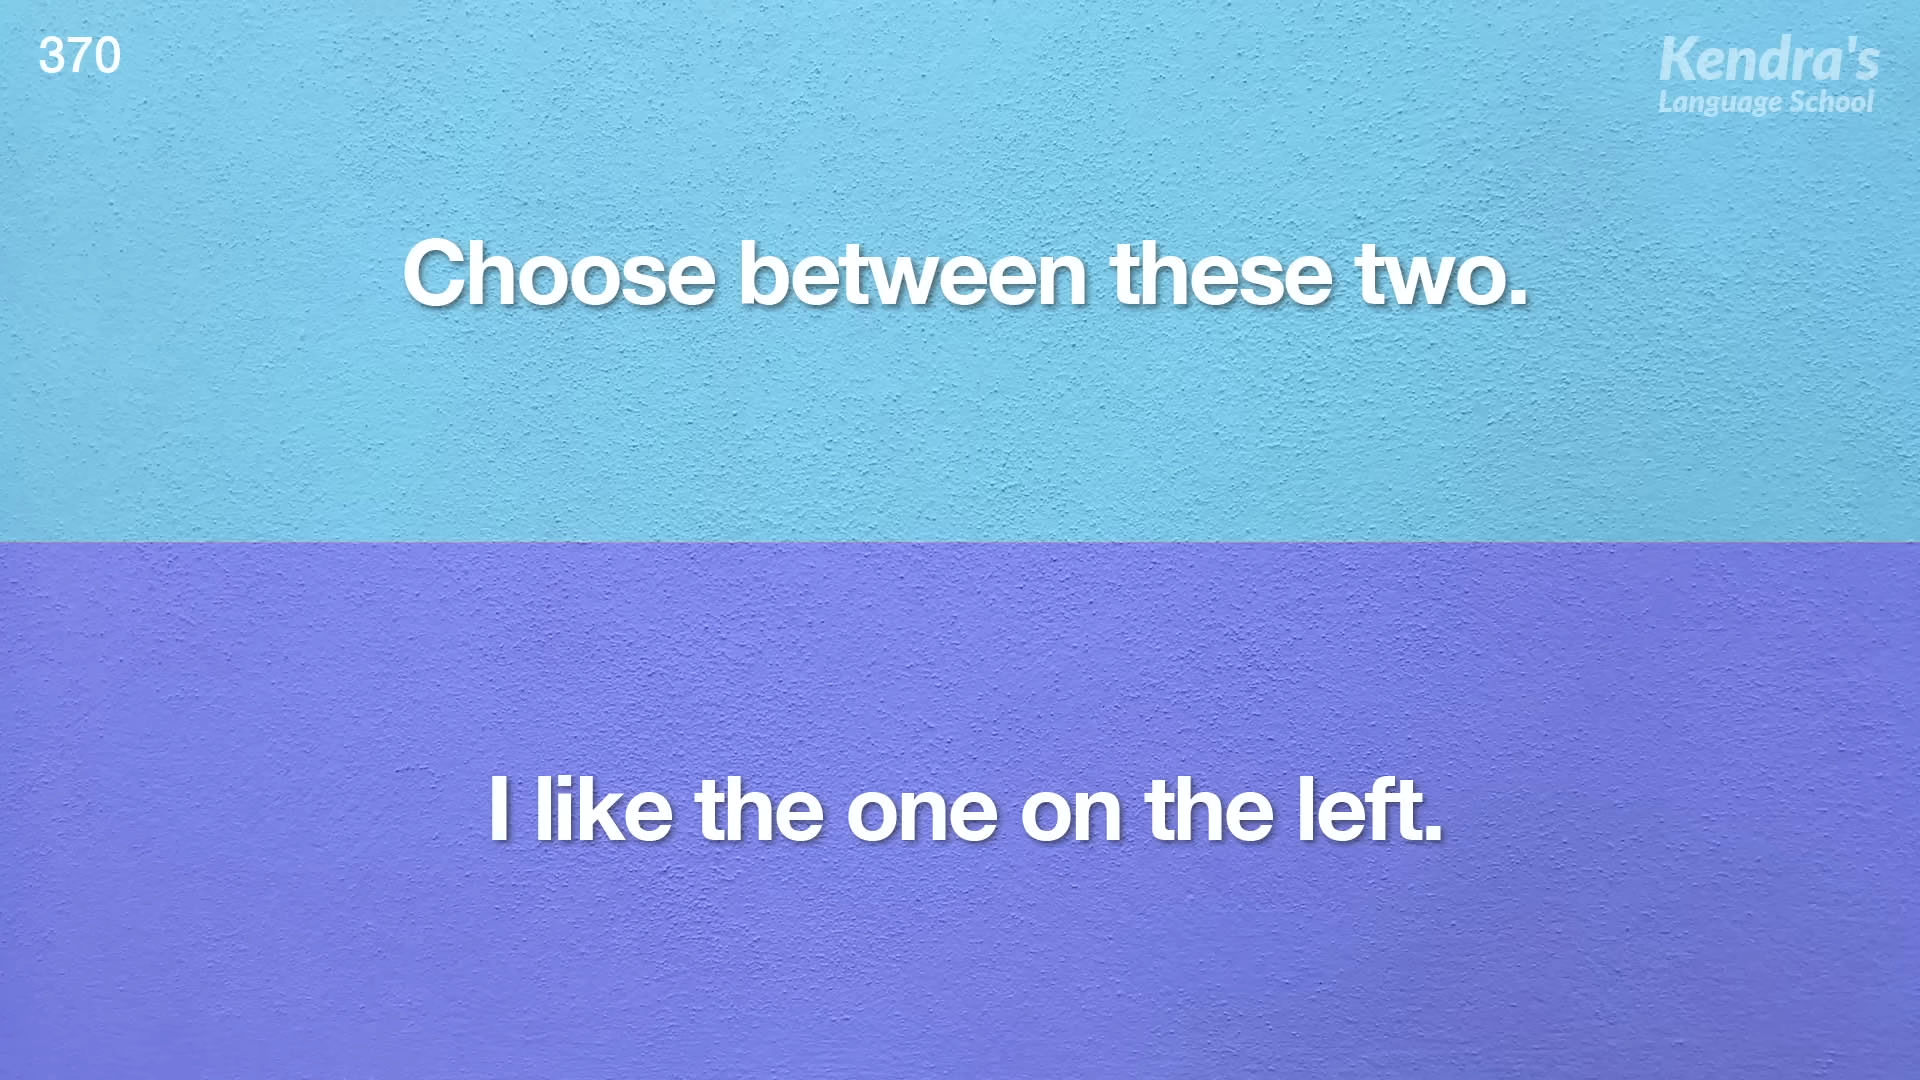 370
Kendra's
Language School
Choose between these two.
I like the one on the left.